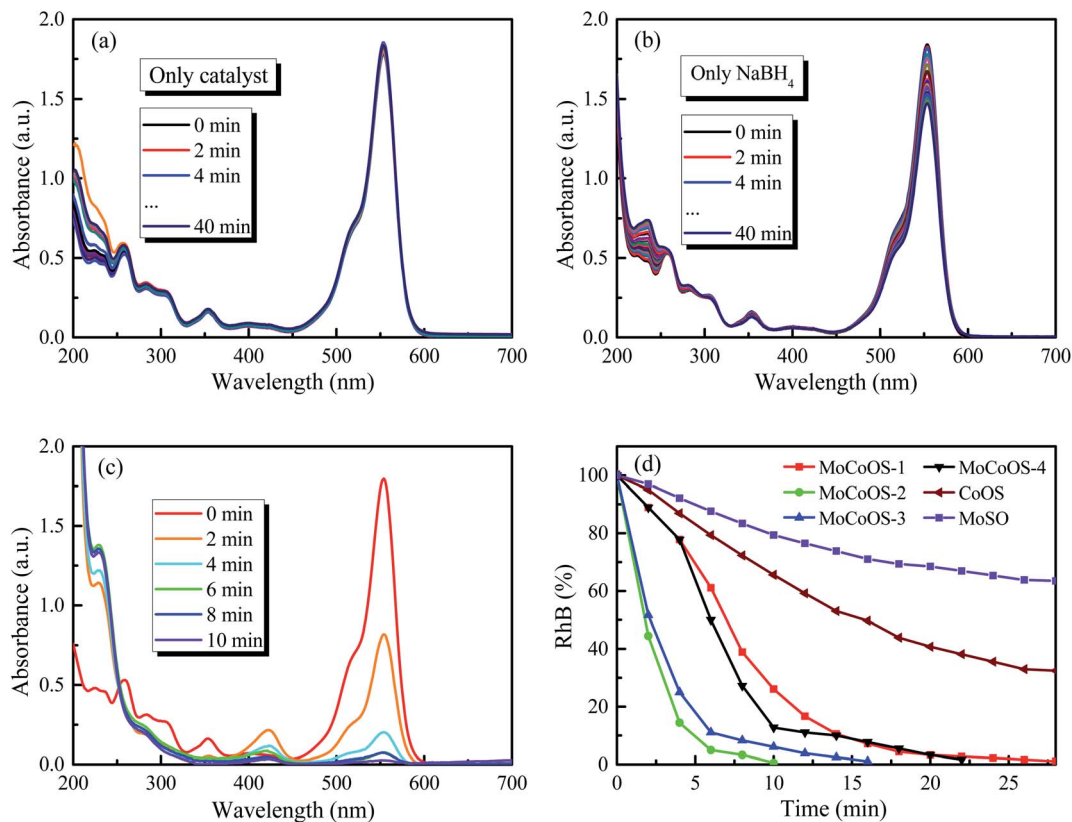 (a)
Only catalyst
0 min
2 min
4 min
...
40 min
Absorbance (a.u.)
2.0
1.5
1.0
0.5
0.0
200 300 400 500 600 700
Wavelength (nm)
(b)
Only NaBH₄
0 min
2 min
4 min
...
40 min
Absorbance (a.u.)
2.0
1.5
1.0
0.5
0.0
200 300 400 500 600 700
Wavelength (nm)
(c)
0 min
2 min
4 min
6 min
8 min
10 min
Absorbance (a.u.)
2.0
1.5
1.0
0.5
0.0
200 300 400 500 600 700
Wavelength (nm)
(d)
MoCoOS-1 MoCoOS-4
MoCoOS-2 CoOS
MoCoOS-3 MoSO
RhB (%)
100
80
60
40
20
0
0 5 10 15 20 25
Time (min)